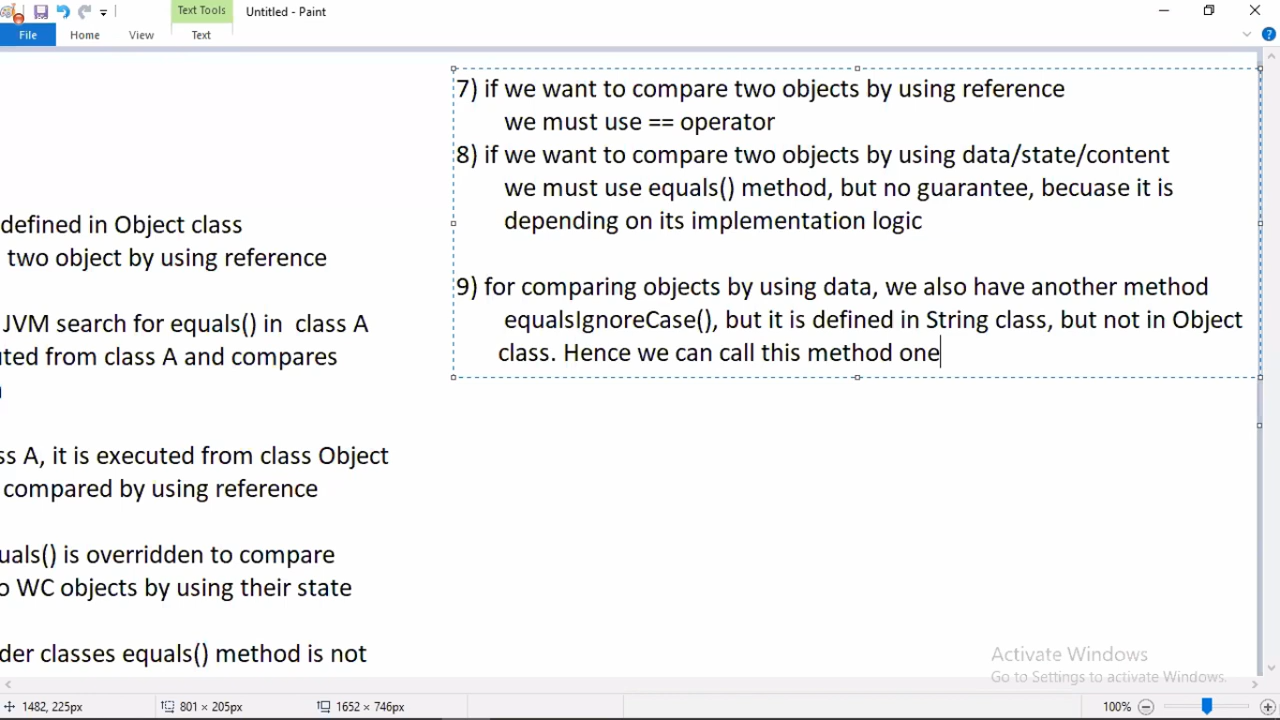 Text Tools
Untitled - Paint
File
Home
View
Text
7) if we want to compare two objects by using reference
we must use == operator
8) if we want to compare two objects by using data/state/content
we must use equals() method, but no guarantee, becuase it is
depending on its implementation logic
9) for comparing objects by using data, we also have another method
equalsIgnoreCase(), but it is defined in String class, but not in Object
class. Hence we can call this method one
defined in Object class
two object by using reference
JVM search for equals() in class A
uted from class A and compares
ss A, it is executed from class Object
compared by using reference
uals() is overridden to compare
o WC objects by using their state
der classes equals() method is not
Activate Windows
Go to Settings to activate Windows.
1482, 225px
801 × 205px
1652 × 746px
100%